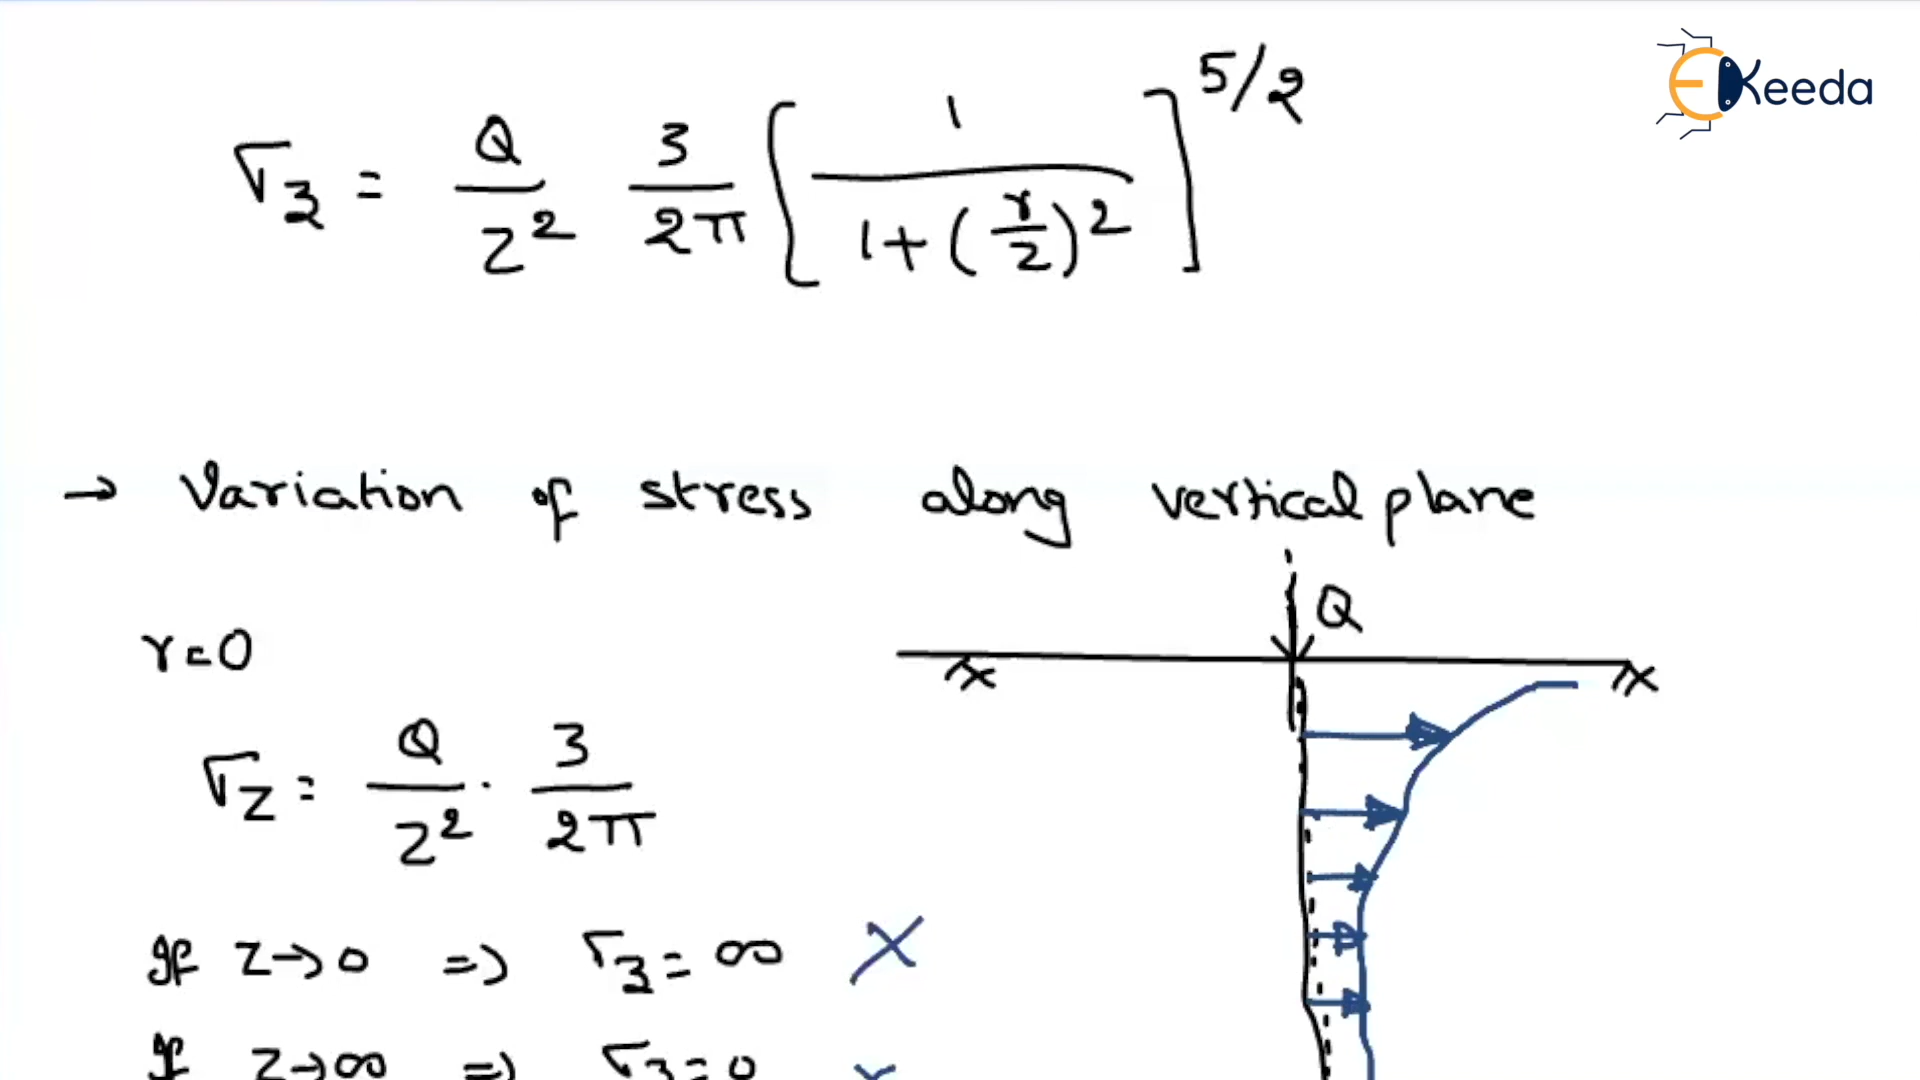 EKeeda
σz = Q/z² 3/2π [1/(1+(r/z)²)]^5/2
→ Variation of stress along vertical plane
Q
r=0
σz = Q/z² · 3/2π
If z→0 => σz = ∞ X
If z→∞ => σz = 0